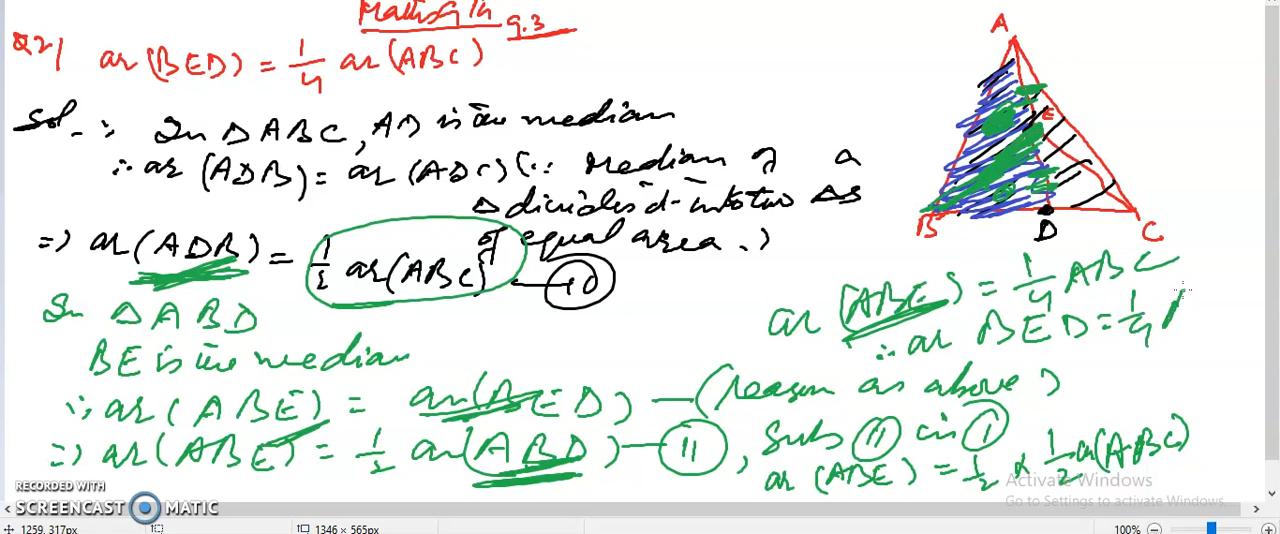 Maths 9th
9.3
Q2) ar (BED) = 1/4 ar (ABC)
Sol. ∵ In △ ABC, AD is the median
∴ ar (ADB) = ar (ADC) (∵ Median of a
△ divides it into two △s
of equal area.)
⇒ ar (ADB) = 1/2 ar (ABC) — (i)
In △ ABD
BE is the median
∴ ar (ABE) = ar (BED) — (reason as above)
⇒ ar (ABE) = 1/2 ar (ABD) — (ii), Subs (ii) in (i)
ar (ABE) = 1/2 × 1/2 ar (ABC)
ar (ABE) = 1/4 ABC
∴ ar BED = 1/4
A
E
B
D
C
Activate Windows
Go to Settings to activate Windows.
RECORDED WITH
SCREENCAST MATIC
1259, 317px
1346 × 565px
100%